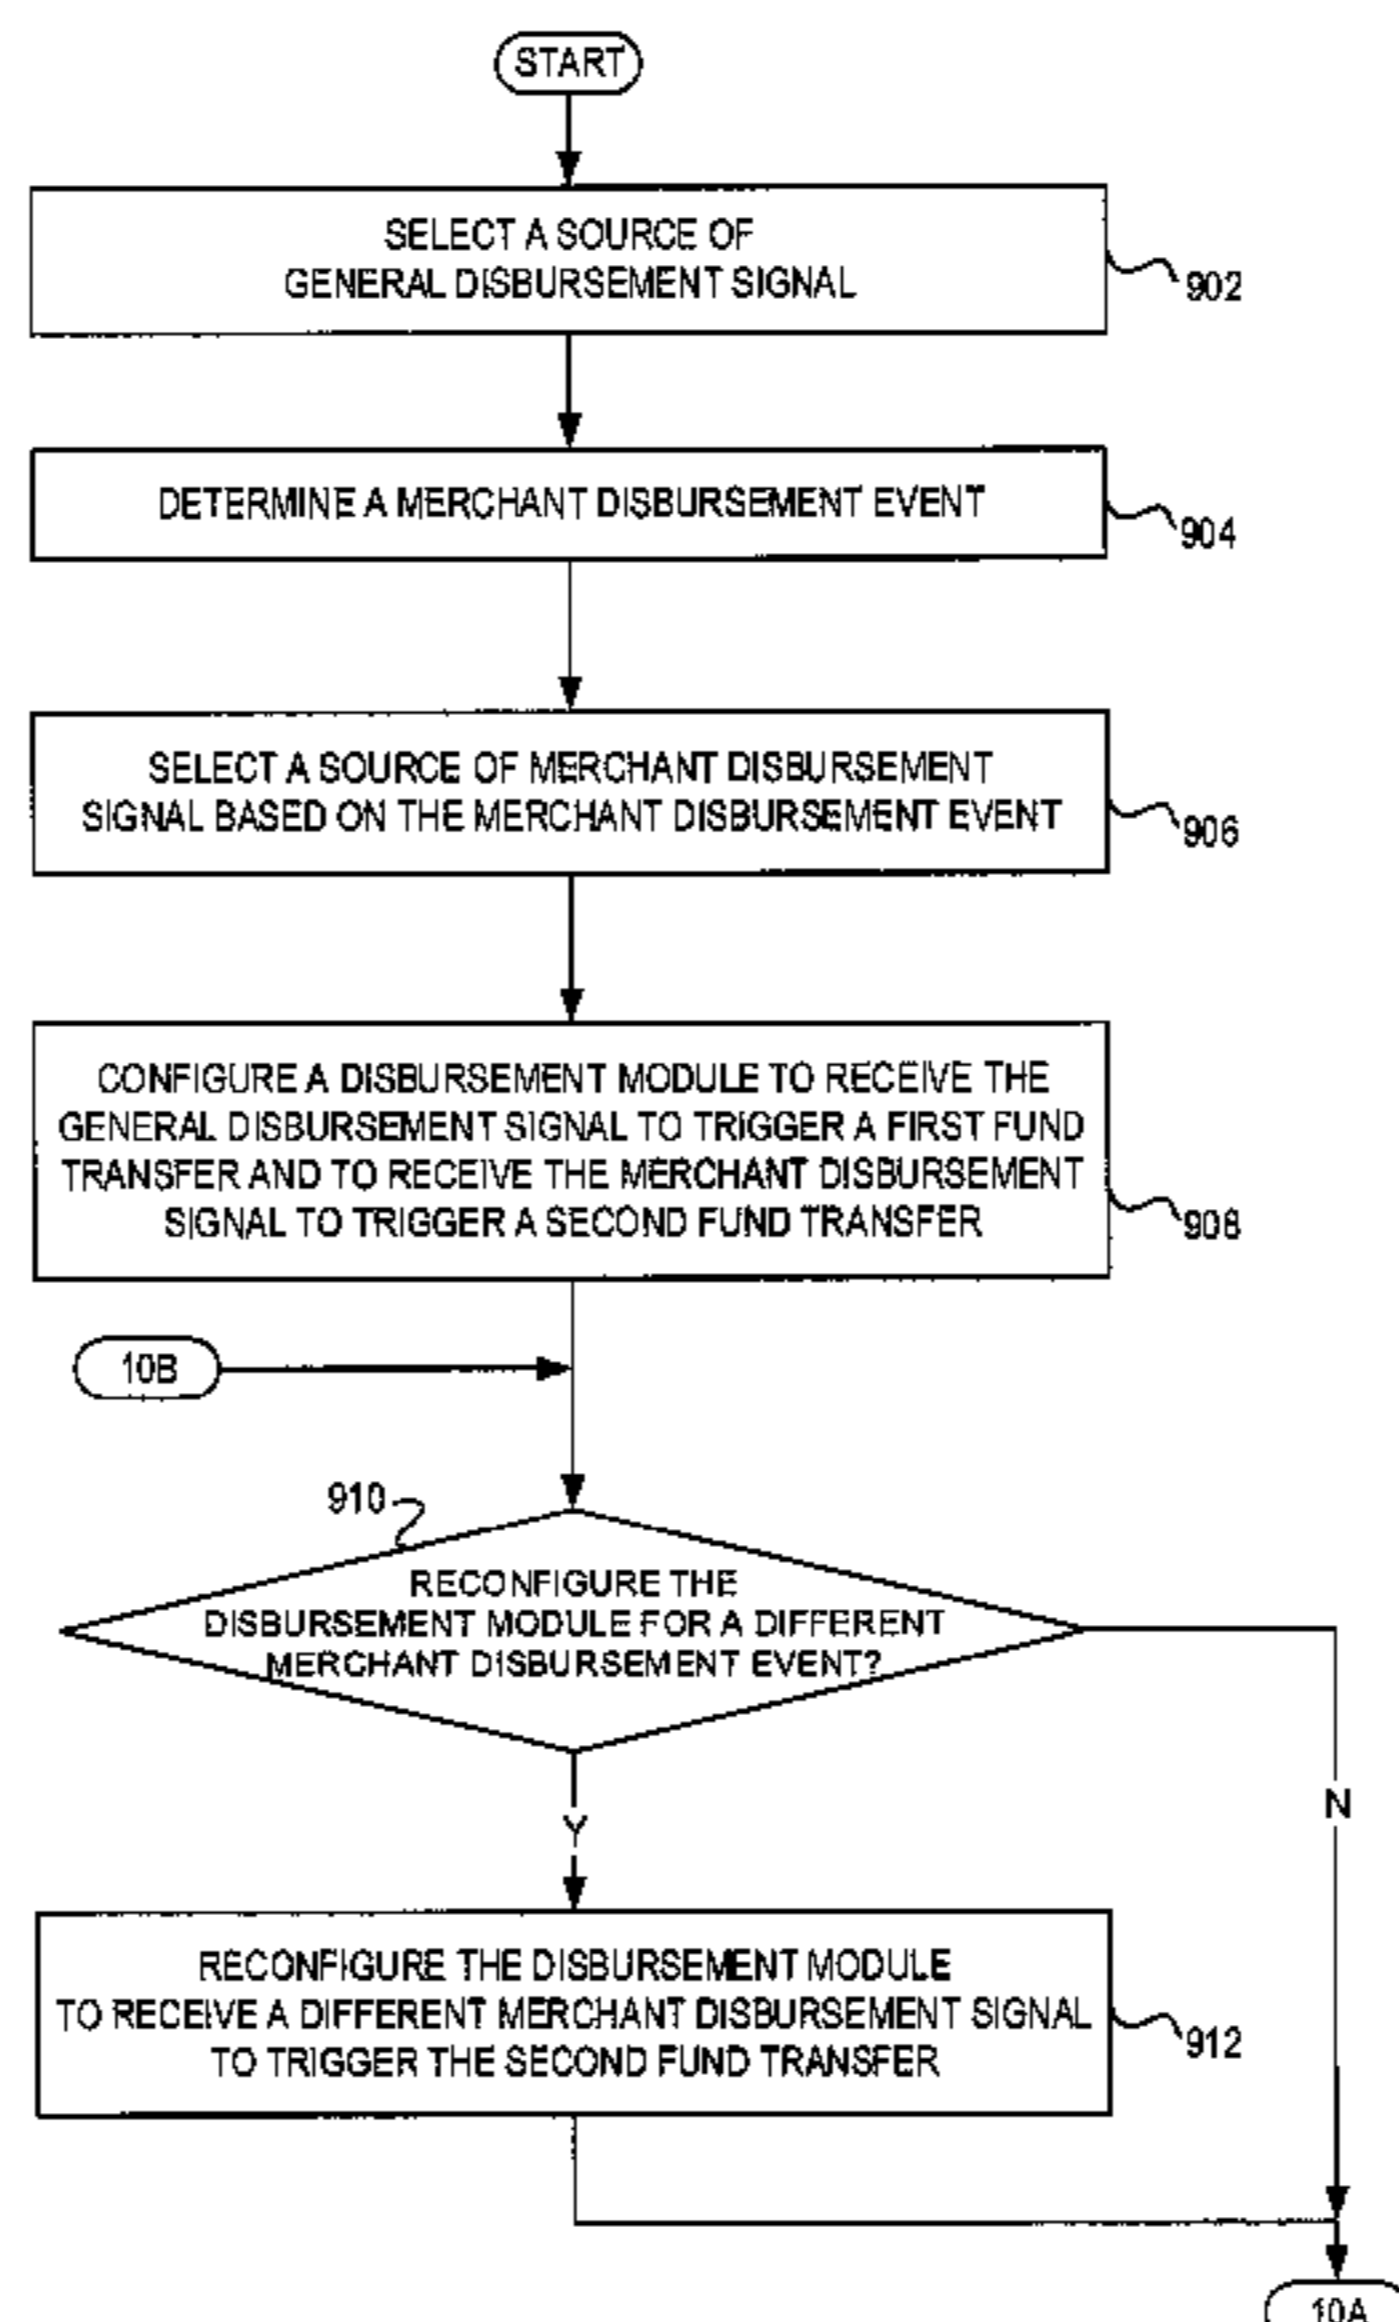 START
SELECT A SOURCE OF
GENERAL DISBURSEMENT SIGNAL
902
DETERMINE A MERCHANT DISBURSEMENT EVENT
904
SELECT A SOURCE OF MERCHANT DISBURSEMENT
SIGNAL BASED ON THE MERCHANT DISBURSEMENT EVENT
906
CONFIGURE A DISBURSEMENT MODULE TO RECEIVE THE
GENERAL DISBURSEMENT SIGNAL TO TRIGGER A FIRST FUND
TRANSFER AND TO RECEIVE THE MERCHANT DISBURSEMENT
SIGNAL TO TRIGGER A SECOND FUND TRANSFER
908
10B
910
RECONFIGURE THE
DISBURSEMENT MODULE FOR A DIFFERENT
MERCHANT DISBURSEMENT EVENT?
N
Y
RECONFIGURE THE DISBURSEMENT MODULE
TO RECEIVE A DIFFERENT MERCHANT DISBURSEMENT SIGNAL
TO TRIGGER THE SECOND FUND TRANSFER
912
10A